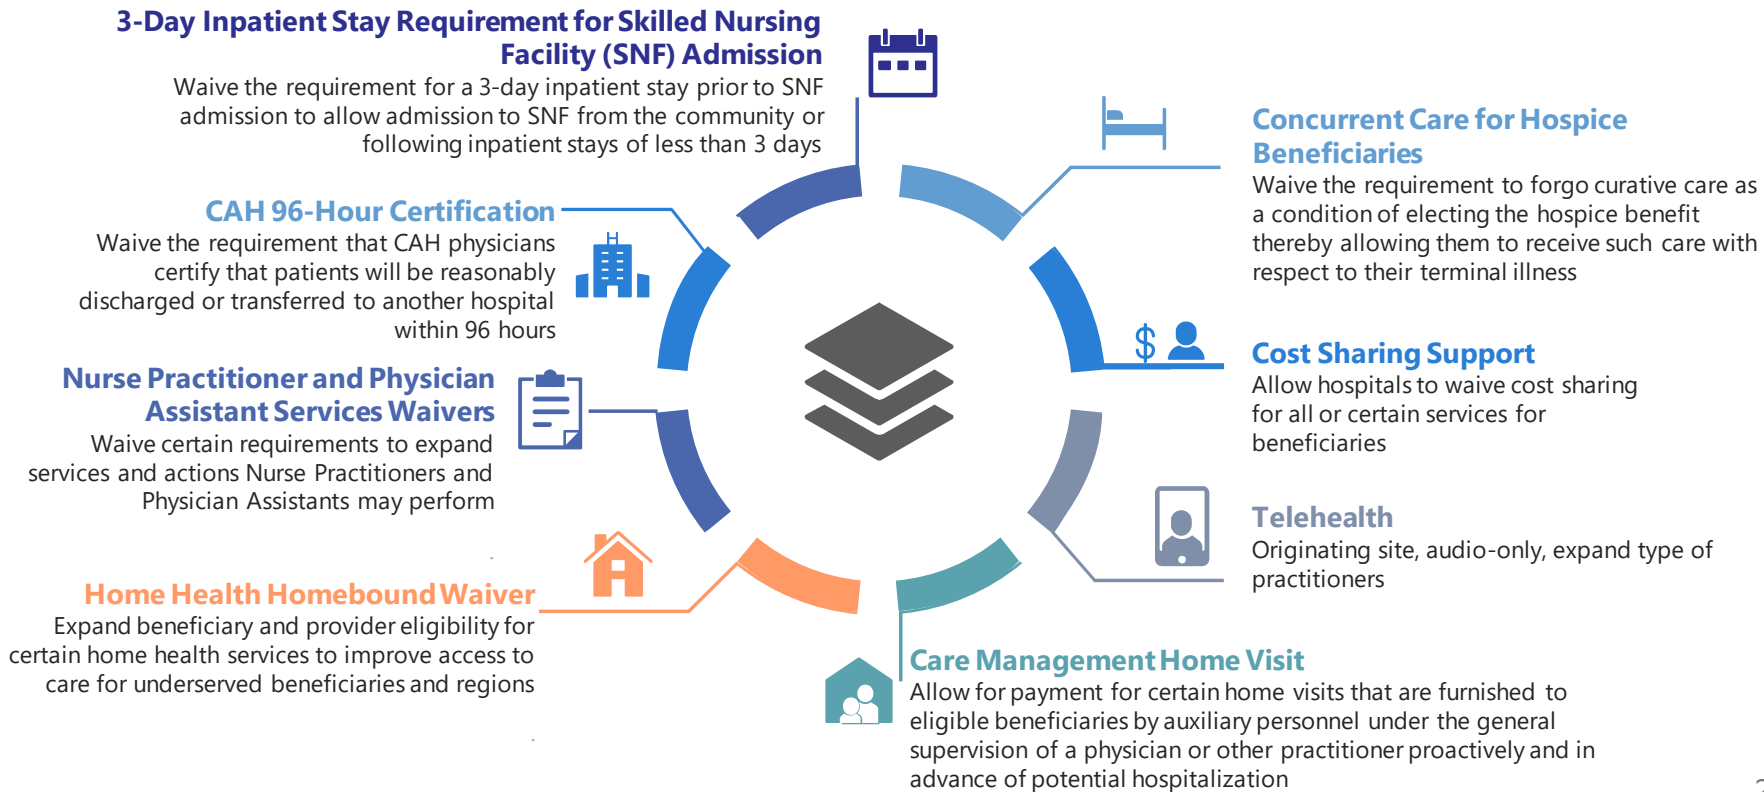 3-Day Inpatient Stay Requirement for Skilled Nursing
Facility (SNF) Admission
Waive the requirement for a 3-day inpatient stay prior to SNF
admission to allow admission to SNF from the community or
following inpatient stays of less than 3 days
CAH 96-Hour Certification
Waive the requirement that CAH physicians
certify that patients will be reasonably
discharged or transferred to another hospital
within 96 hours
Nurse Practitioner and Physician
Assistant Services Waivers
Waive certain requirements to expand
services and actions Nurse Practitioners and
Physician Assistants may perform
Home Health Homebound Waiver
Expand beneficiary and provider eligibility for
certain home health services to improve access to
care for underserved beneficiaries and regions
Concurrent Care for Hospice
Beneficiaries
Waive the requirement to forgo curative care as
a condition of electing the hospice benefit
thereby allowing them to receive such care with
respect to their terminal illness
$
Cost Sharing Support
Allow hospitals to waive cost sharing
for all or certain services for
beneficiaries
Telehealth
Originating site, audio-only, expand type of
practitioners
Care Management Home Visit
Allow for payment for certain home visits that are furnished to
eligible beneficiaries by auxiliary personnel under the general
supervision of a physician or other practitioner proactively and in
advance of potential hospitalization